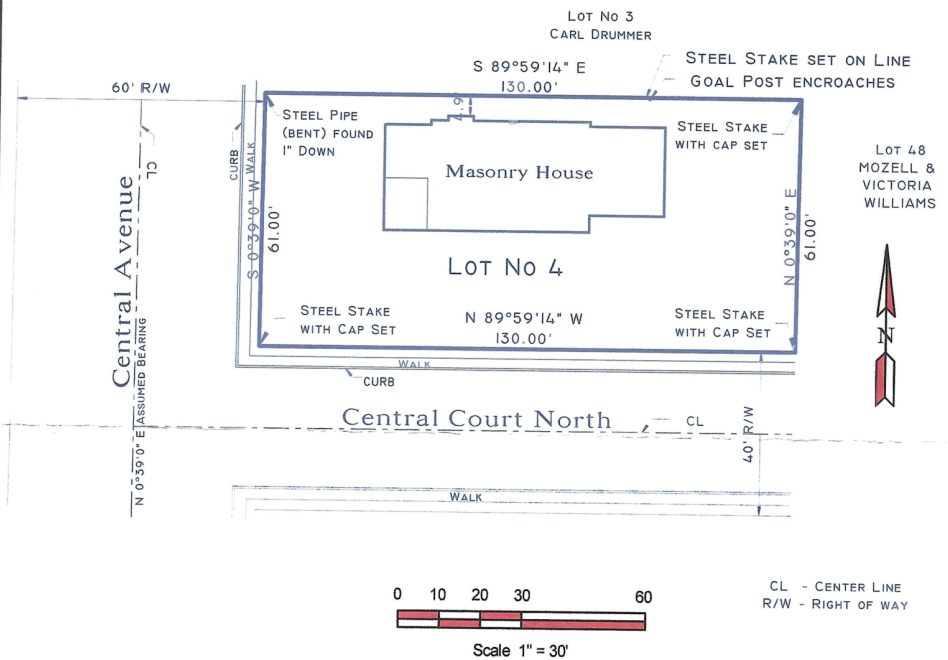 Lot No 3
Carl Drummer
S 89°59'14" E
130.00'
Steel Stake set on Line
Goal Post Encroaches
60' R/W
Steel Pipe
(bent) found
1" Down
4.9'
Steel Stake
with cap set
CL
Curb
Walk
S 0°39'0" W
61.00'
Masonry House
N 0°39'0" E
61.00'
Lot 48
Mozell &
Victoria
Williams
Central Avenue
N 0°39'0" E Assumed Bearing
Lot No 4
Steel Stake
with Cap Set
N 89°59'14" W
130.00'
Steel Stake
with Cap Set
N
Walk
Curb
Central Court North
CL
40' R/W
Walk
0 10 20 30 60
Scale 1" = 30'
CL - Center Line
R/W - Right of Way